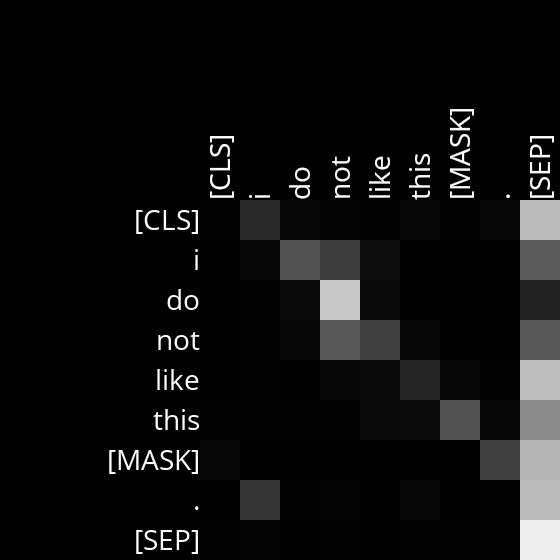 [CLS] i do not like this [MASK] . [SEP]
[CLS]
i
do
not
like
this
[MASK]
.
[SEP]